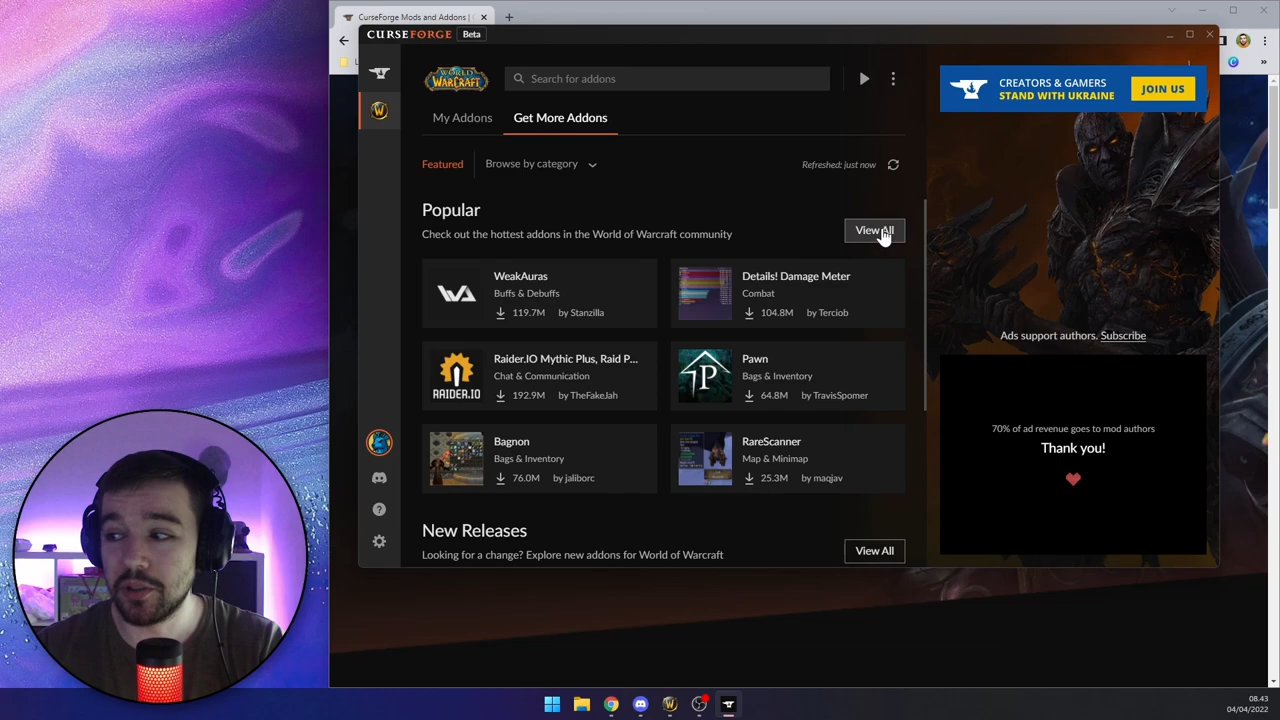 CurseForge Mods and Addons |
CURSEFORGE Beta
WORLD WARCRAFT
Search for addons
CREATORS & GAMERS
STAND WITH UKRAINE
JOIN US
My Addons
Get More Addons
Featured
Browse by category
Refreshed: just now
Popular
Check out the hottest addons in the World of Warcraft community
View All
WeakAuras
Buffs & Debuffs
119.7M by Stanzilla
Details! Damage Meter
Combat
104.8M by Terciob
Raider.IO Mythic Plus, Raid P...
Chat & Communication
192.9M by TheFakeJah
RAIDER.IO
Pawn
Bags & Inventory
64.8M by TravisSpomer
Bagnon
Bags & Inventory
76.0M by jaliborc
RareScanner
Map & Minimap
25.3M by maqjav
New Releases
Looking for a change? Explore new addons for World of Warcraft
View All
Ads support authors. Subscribe
70% of ad revenue goes to mod authors
Thank you!
08.43
04/04/2022